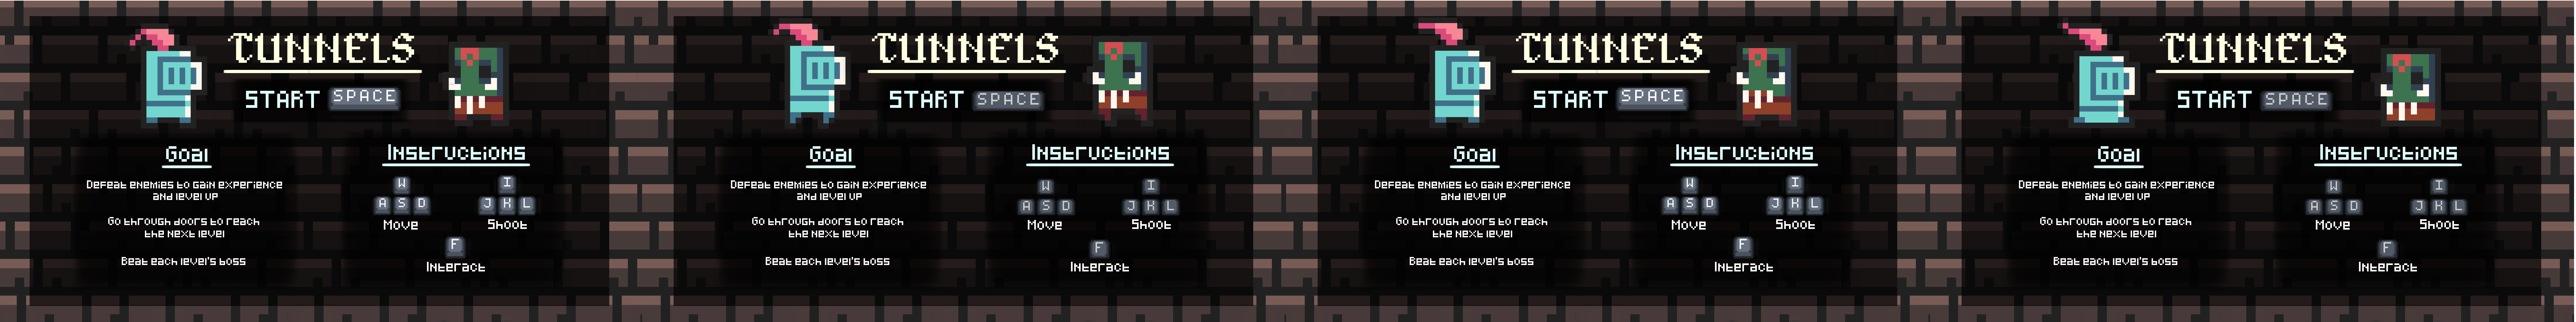 TUNNELS
START SPACE
Goal
Defeat enemies to gain experience
and level up
Go through doors to reach
the next level
Beat each level's boss
Instructions
W
A S D
Move
I
J K L
Shoot
F
Interact
TUNNELS
START SPACE
Goal
Defeat enemies to gain experience
and level up
Go through doors to reach
the next level
Beat each level's boss
Instructions
W
A S D
Move
I
J K L
Shoot
F
Interact
TUNNELS
START SPACE
Goal
Defeat enemies to gain experience
and level up
Go through doors to reach
the next level
Beat each level's boss
Instructions
W
A S D
Move
I
J K L
Shoot
F
Interact
TUNNELS
START SPACE
Goal
Defeat enemies to gain experience
and level up
Go through doors to reach
the next level
Beat each level's boss
Instructions
W
A S D
Move
I
J K L
Shoot
F
Interact